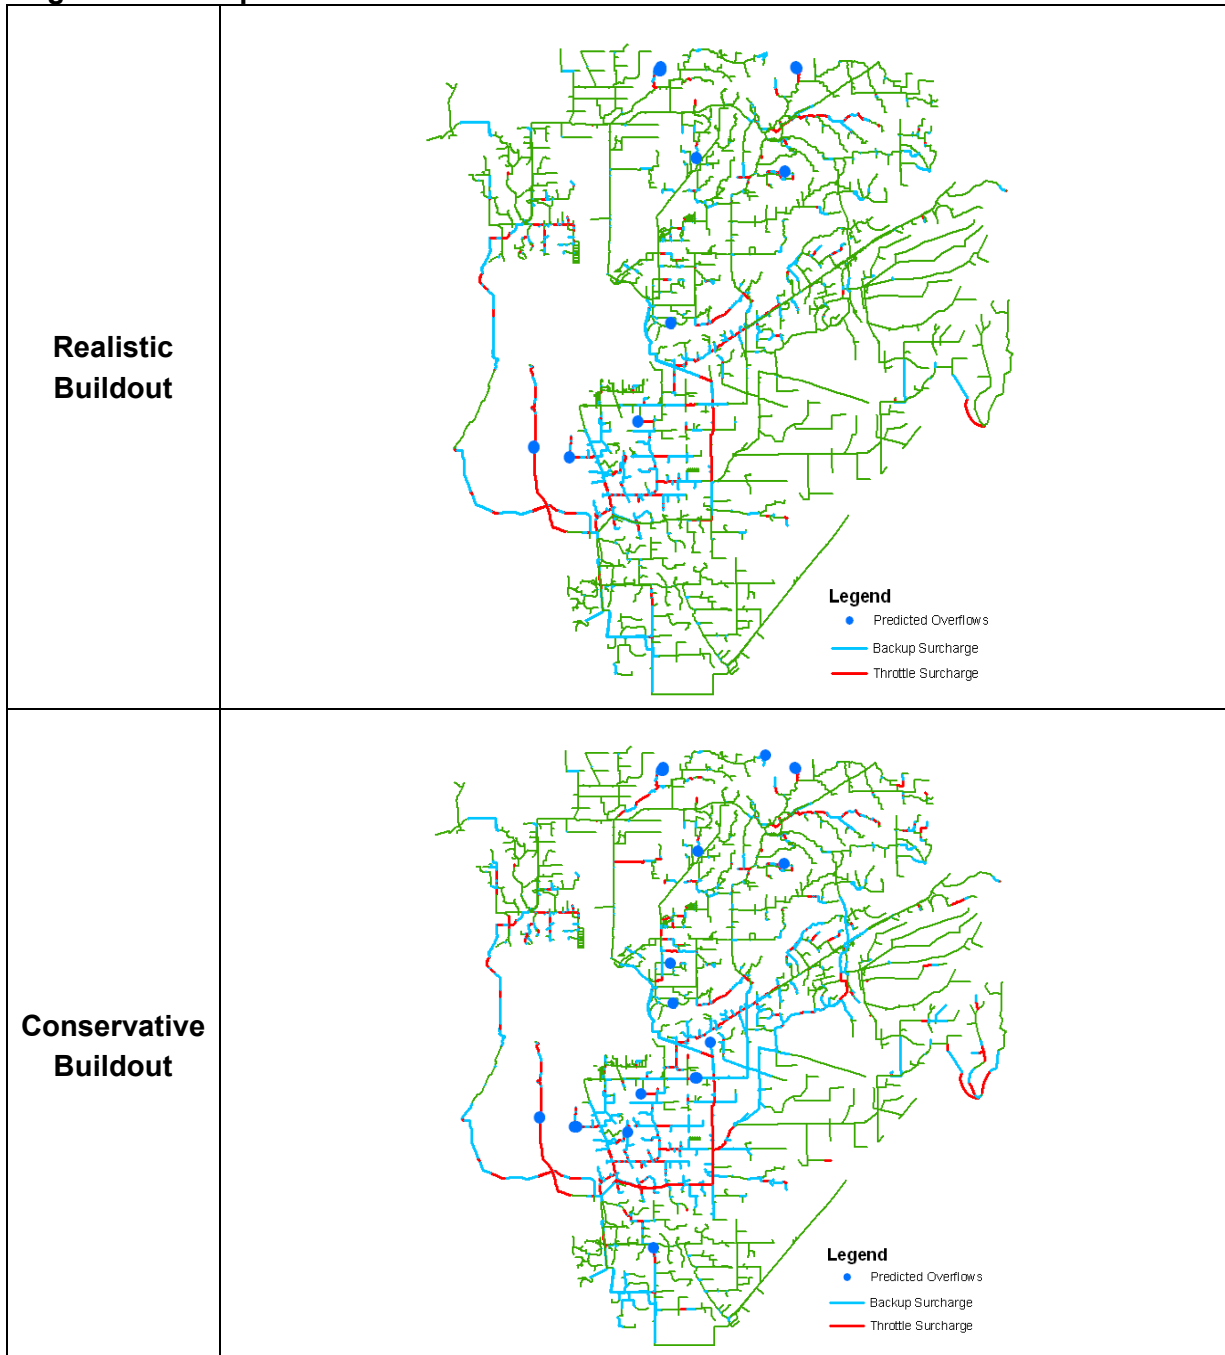 Realistic
Buildout
Legend
Predicted Overflows
Backup Surcharge
Throttle Surcharge
Conservative
Buildout
Legend
Predicted Overflows
Backup Surcharge
Throttle Surcharge